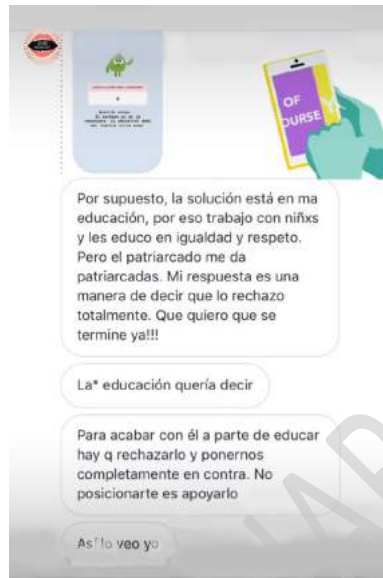 OF
OURSE
Por supuesto, la solución está en ma
educación, por eso trabajo con niñxs
y les educo en igualdad y respeto.
Pero el patriarcado me da
patriarcadas. Mi respuesta es una
manera de decir que lo rechazo
totalmente. Que quiero que se
termine ya!!!
La* educación quería decir
Para acabar con él a parte de educar
hay q rechazarlo y ponernos
completamente en contra. No
posicionarte es apoyarlo
Así lo veo yo